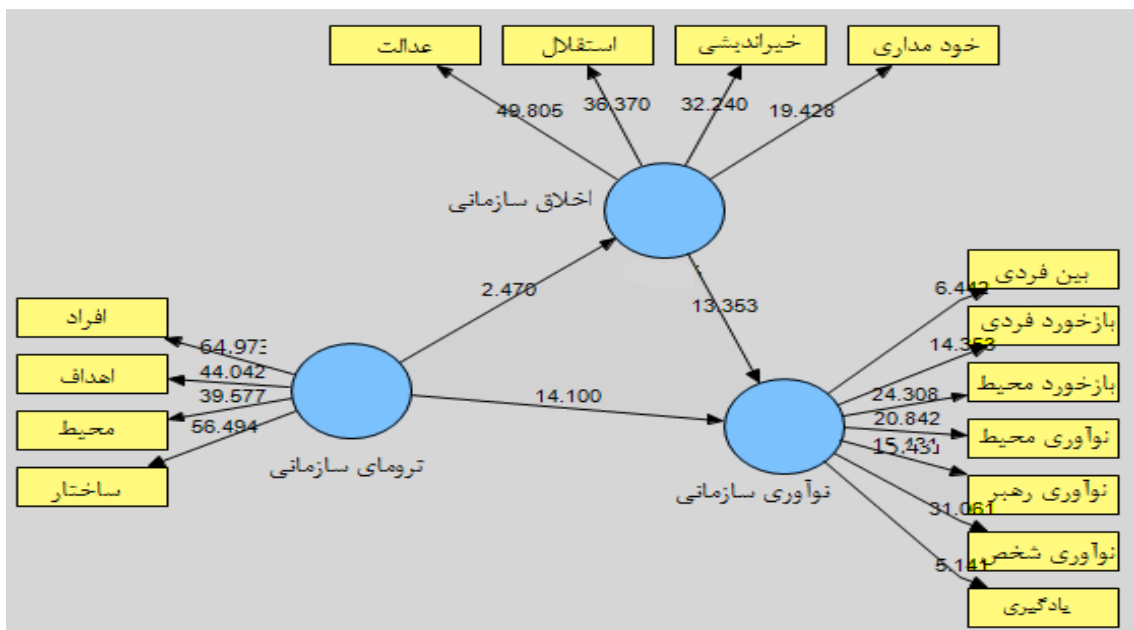 عدالت
استقلال
خیراندیشی
خود مداری
49.805
36.370
32.240
19.428
اخلاق سازمانی
2.470
13.353
14.100
افراد
اهداف
محیط
ساختار
64.973
44.042
39.577
56.494
ترومای سازمانی
نوآوری سازمانی
6.442
14.353
24.308
20.842
31.061
5.141
بین فردی
بازخورد فردی
بازخورد محیط
نوآوری محیط
نوآوری رهبر
نوآوری شخص
یادگیری